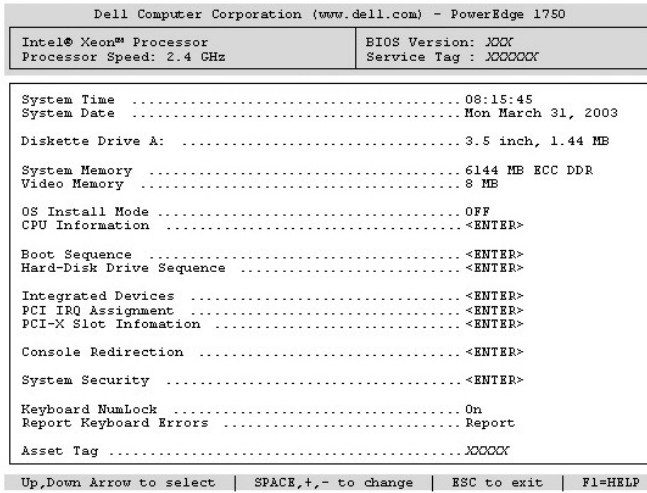 Dell Computer Corporation (www.dell.com) - PowerEdge 1750
Intel® Xeon™ Processor
Processor Speed: 2.4 GHz
BIOS Version: XXX
Service Tag : XXXXXX
System Time ........................................ 08:15:45
System Date ........................................ Mon March 31, 2003
Diskette Drive A: .................................. 3.5 inch, 1.44 MB
System Memory ...................................... 6144 MB ECC DDR
Video Memory ....................................... 8 MB
OS Install Mode ..................................... OFF
CPU Information .................................... <ENTER>
Boot Sequence ...................................... <ENTER>
Hard-Disk Drive Sequence ........................... <ENTER>
Integrated Devices ................................. <ENTER>
PCI IRQ Assignment ................................. <ENTER>
PCI-X Slot Infomation .............................. <ENTER>
Console Redirection ................................ <ENTER>
System Security .................................... <ENTER>
Keyboard NumLock ................................... On
Report Keyboard Errors ............................. Report
Asset Tag ........................................... XXXXX
Up,Down Arrow to select | SPACE,+,- to change | ESC to exit | F1=HELP